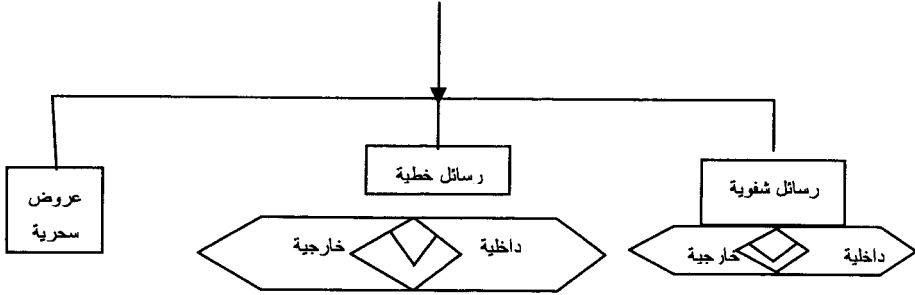 رسائل شفوية
داخلية
خارجية
رسائل خطية
داخلية
خارجية
عروض
سحرية